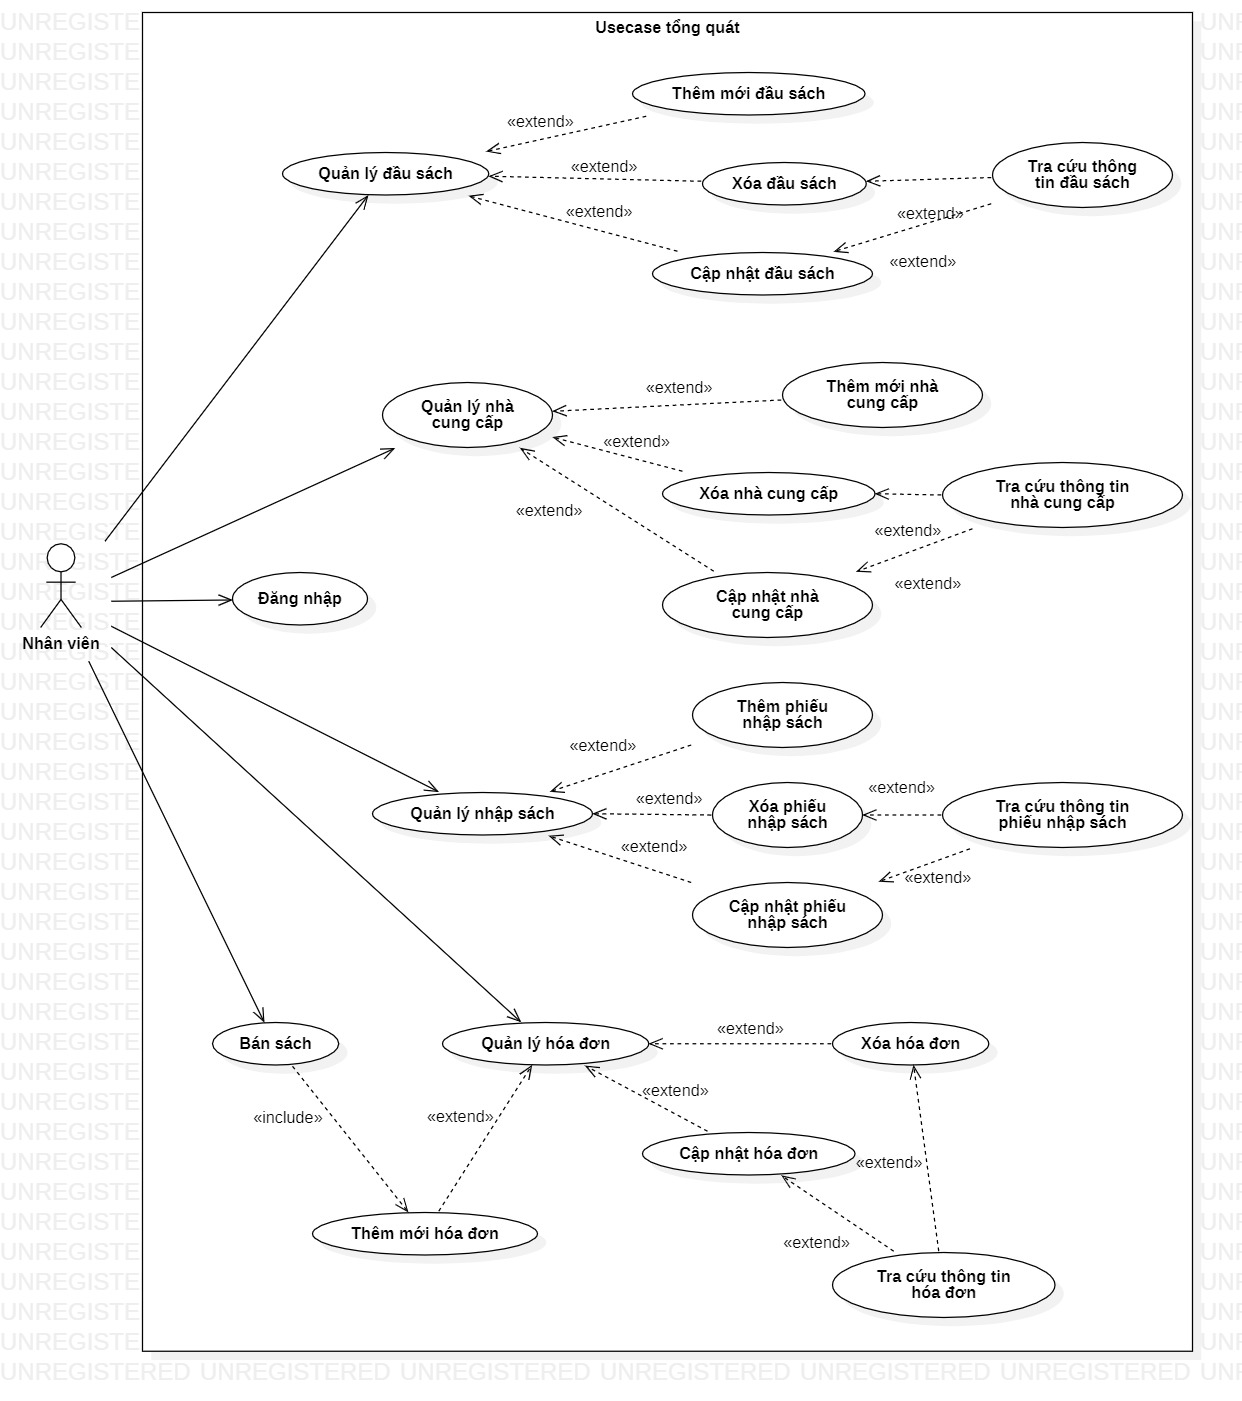 Usecase tổng quát
Thêm mới đầu sách
«extend»
Quản lý đầu sách
«extend»
Xóa đầu sách
Tra cứu thông
tin đầu sách
«extend»
«extend»
Cập nhật đầu sách
«extend»
Quản lý nhà
cung cấp
«extend»
Thêm mới nhà
cung cấp
«extend»
Xóa nhà cung cấp
Tra cứu thông tin
nhà cung cấp
«extend»
«extend»
Cập nhật nhà
cung cấp
«extend»
Đăng nhập
Nhân viên
Thêm phiếu
nhập sách
«extend»
Quản lý nhập sách
«extend»
Xóa phiếu
nhập sách
«extend»
Tra cứu thông tin
phiếu nhập sách
«extend»
«extend»
Cập nhật phiếu
nhập sách
Bán sách
Quản lý hóa đơn
«extend»
Xóa hóa đơn
«include»
«extend»
«extend»
Cập nhật hóa đơn
«extend»
Thêm mới hóa đơn
«extend»
Tra cứu thông tin
hóa đơn
UNREGISTERED UNREGISTERED UNREGISTERED UNREGISTERED UNREGISTERED UNREGISTERED